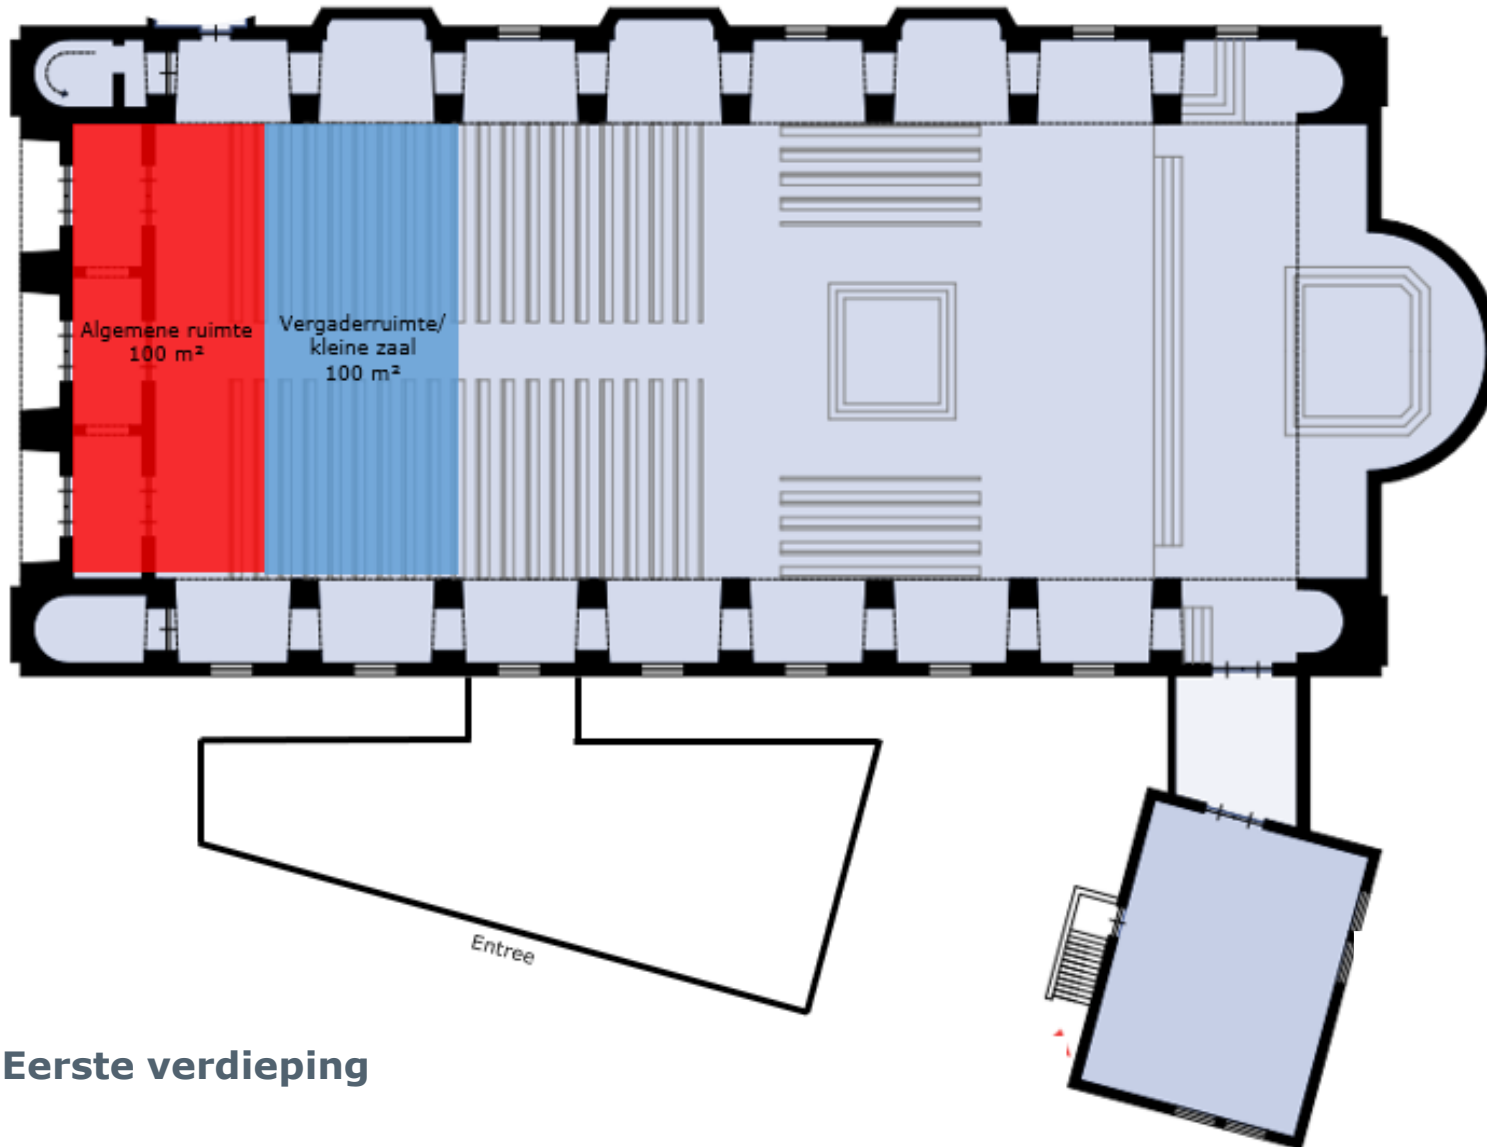 Algemene ruimte
100 m²
Vergaderruimte/
kleine zaal
100 m²
Entree
Eerste verdieping